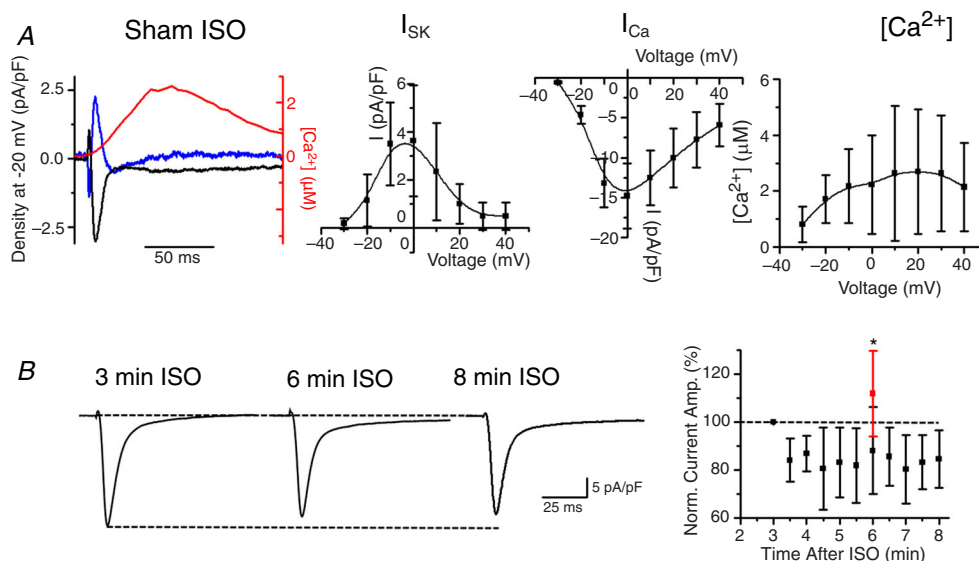 A
Sham ISO
I_SK
I_Ca
[Ca²⁺]
Density at -20 mV (pA/pF)
2.5
0.0
−2.5
2
0
[Ca²⁺] (µM)
50 ms
I (pA/pF)
6
4
2
0
−40 −20 0 20 40
Voltage (mV)
Voltage (mV)
−40 −20 0 20 40
−5
−10
−15
−20
I (pA/pF)
[Ca²⁺] (µM)
6
4
2
0
−40 −20 0 20 40
Voltage (mV)
B
3 min ISO
6 min ISO
8 min ISO
5 pA/pF
25 ms
Norm. Current Amp. (%)
120
100
80
60
*
2 3 4 5 6 7 8
Time After ISO (min)